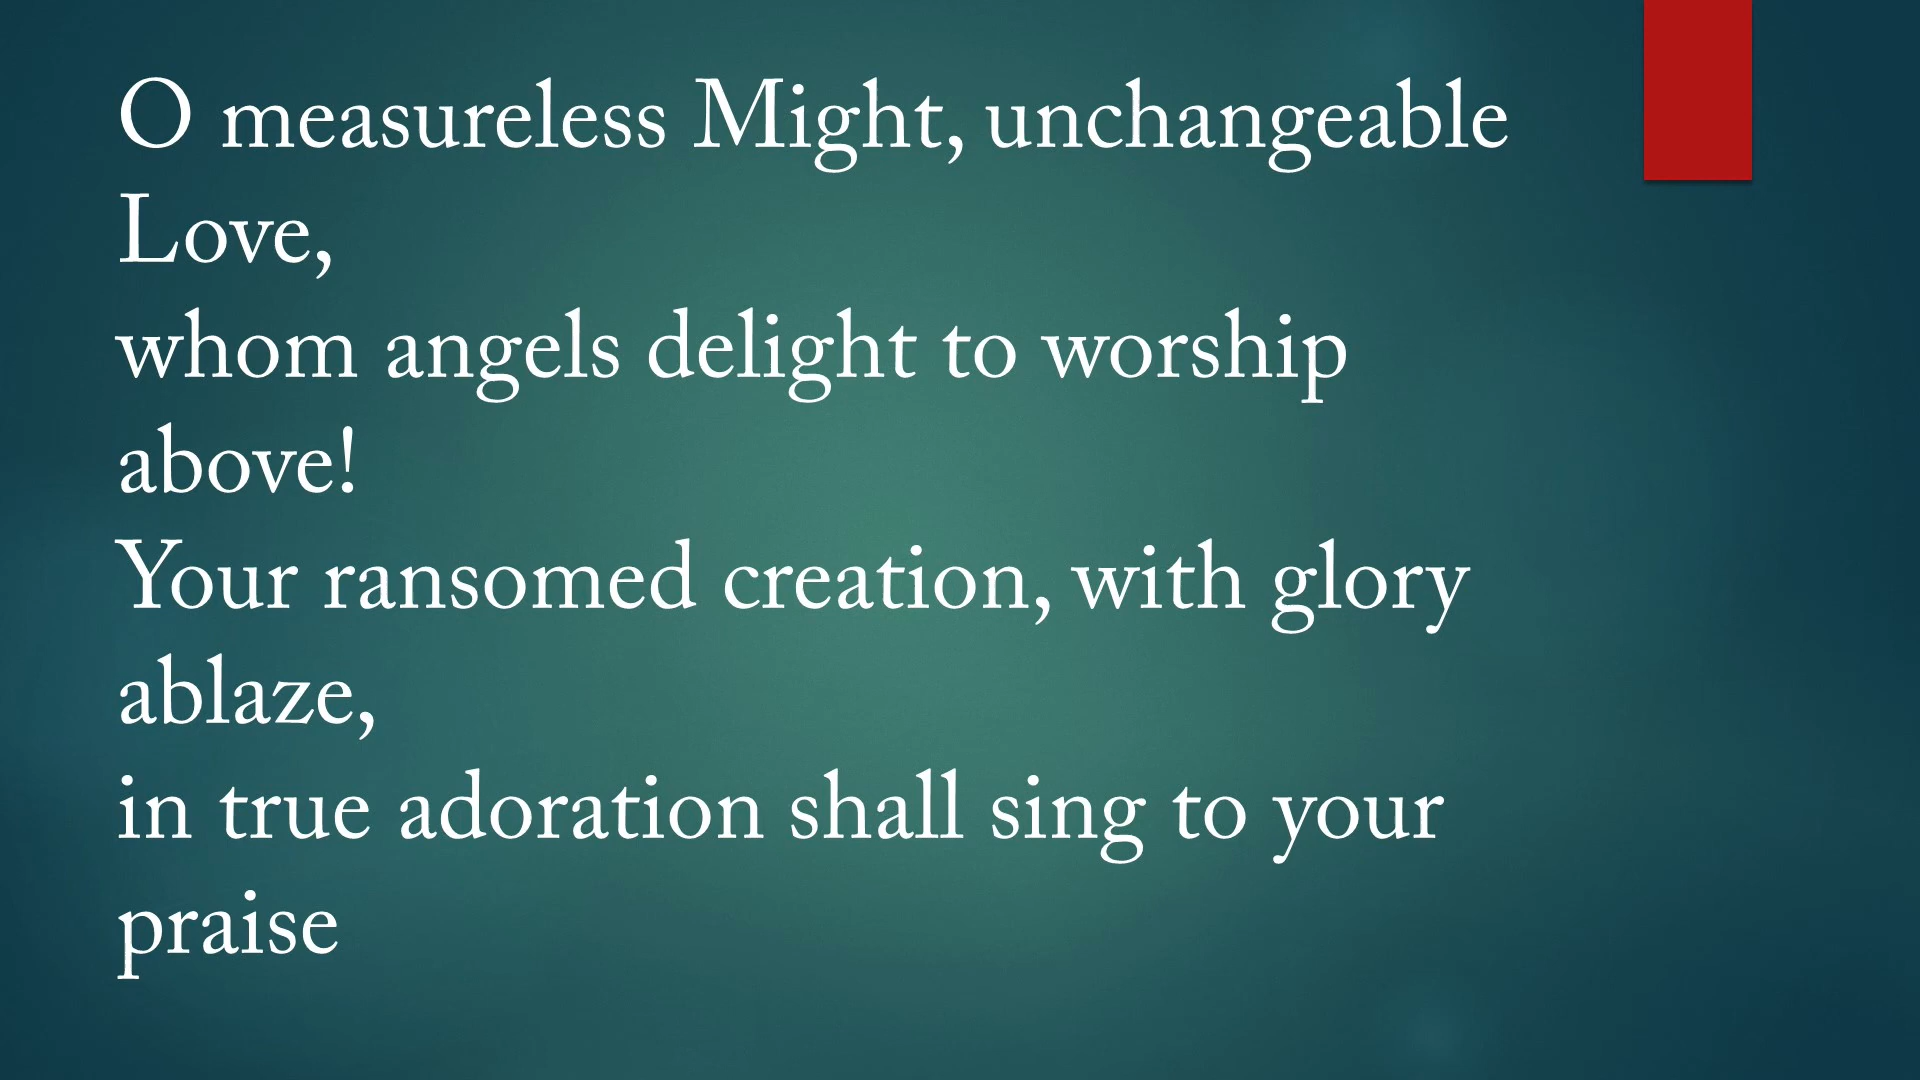 O measureless Might, unchangeable
Love,
whom angels delight to worship
above!
Your ransomed creation, with glory
ablaze,
in true adoration shall sing to your
praise